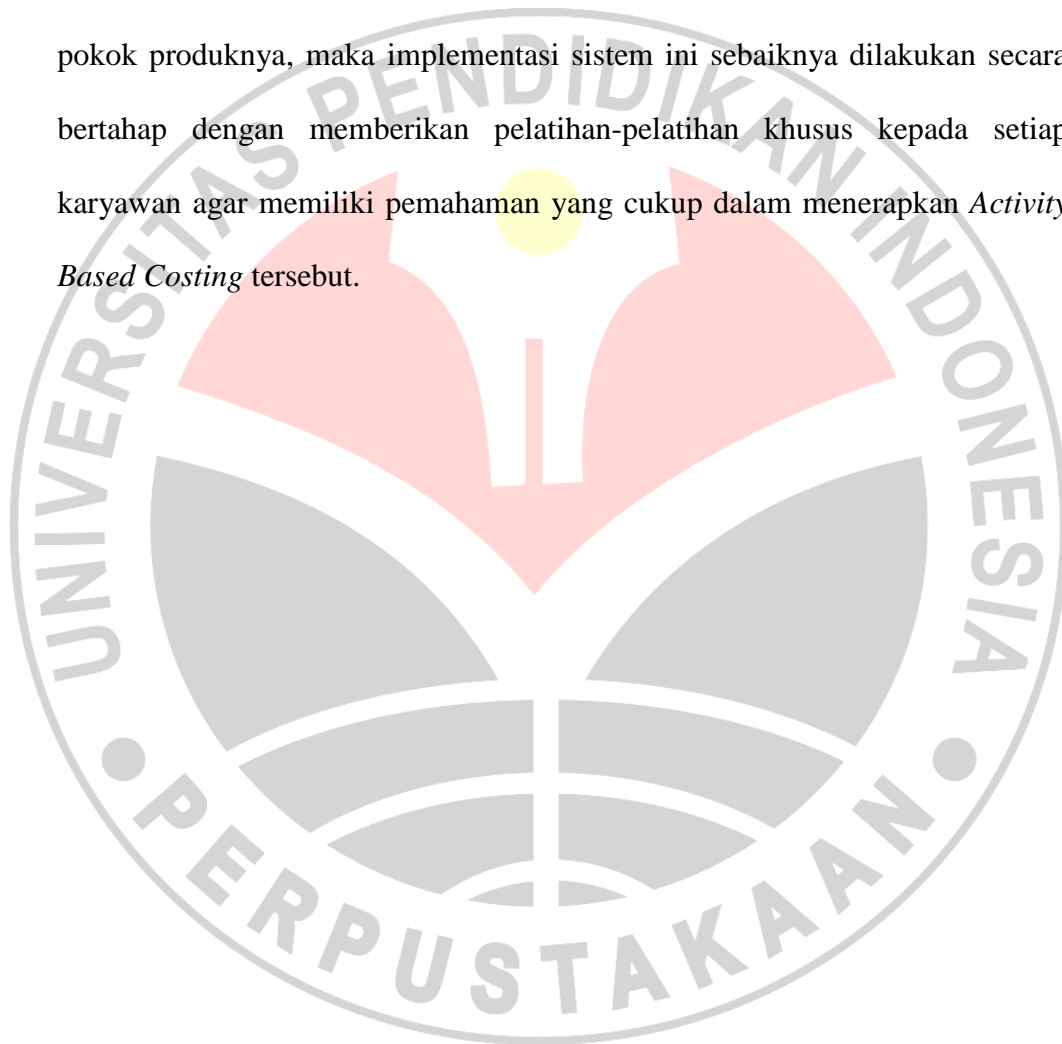 pokok produknya, maka implementasi sistem ini sebaiknya dilakukan secara
bertahap dengan memberikan pelatihan-pelatihan khusus kepada setiap
karyawan agar memiliki pemahaman yang cukup dalam menerapkan Activity
Based Costing tersebut.
UNIVERSITAS PENDIDIKAN INDONESIA
PERPUSTAKAAN